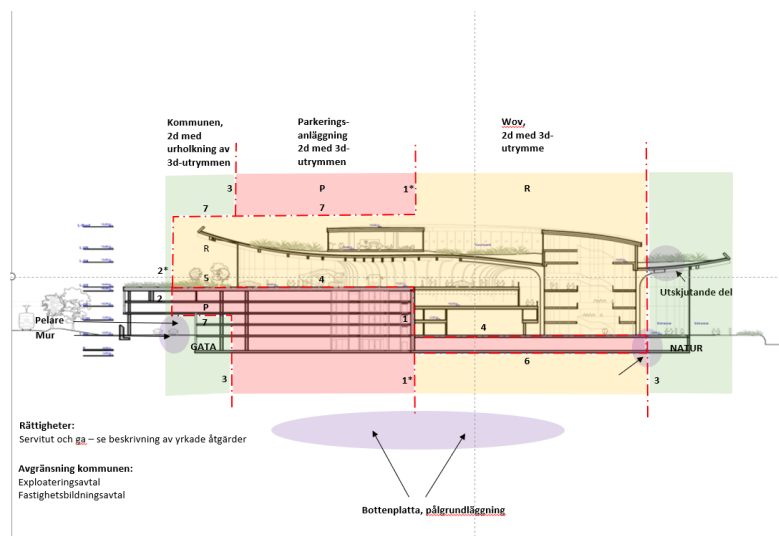 Kommunen,
2d med
urholkning av
3d-utrymmen
Parkerings-
anläggning
2d med 3d-
utrymmen
Wov,
2d med 3d-
utrymme
3
P
1*
R
7
7
R
2*
5
4
Utskjutande del
2
P
Pelare
7
1
4
Mur
GATA
NATUR
6
3
1*
3
Rättigheter:
Servitut och ga – se beskrivning av yrkade åtgärder
Avgränsning kommunen:
Exploateringsavtal
Fastighetsbildningsavtal
Bottenplatta, pålgrundläggning